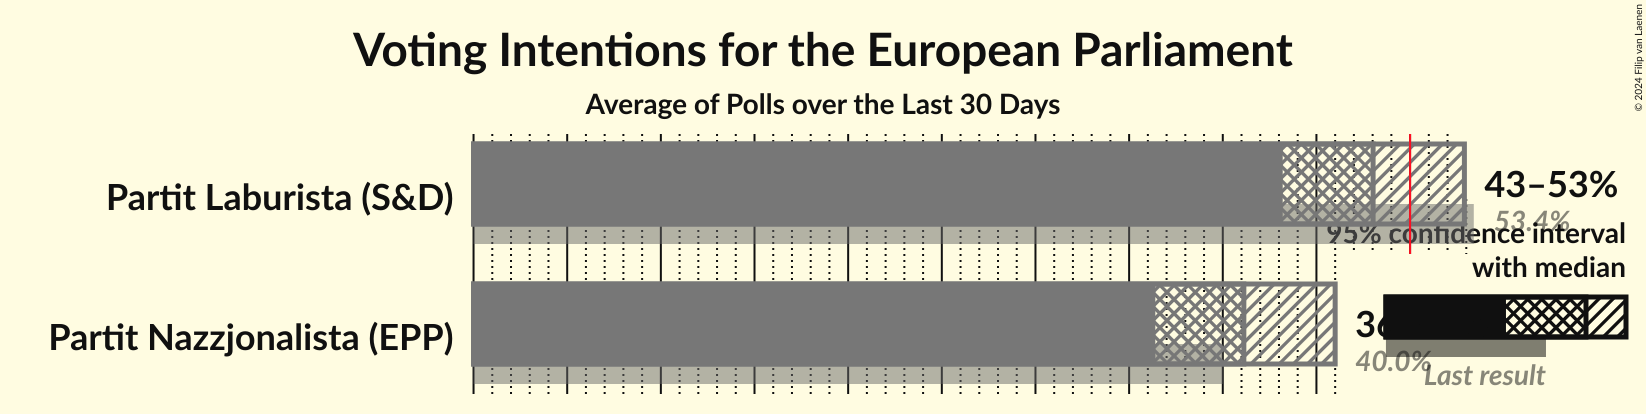 Voting Intentions for the European Parliament
Average of Polls over the Last 30 Days
Partit Laburista (S&D)
43–53%
53.4%
95% confidence interval
with median
Partit Nazzjonalista (EPP)
40.0%
Last result
© 2024 Filip van Laenen